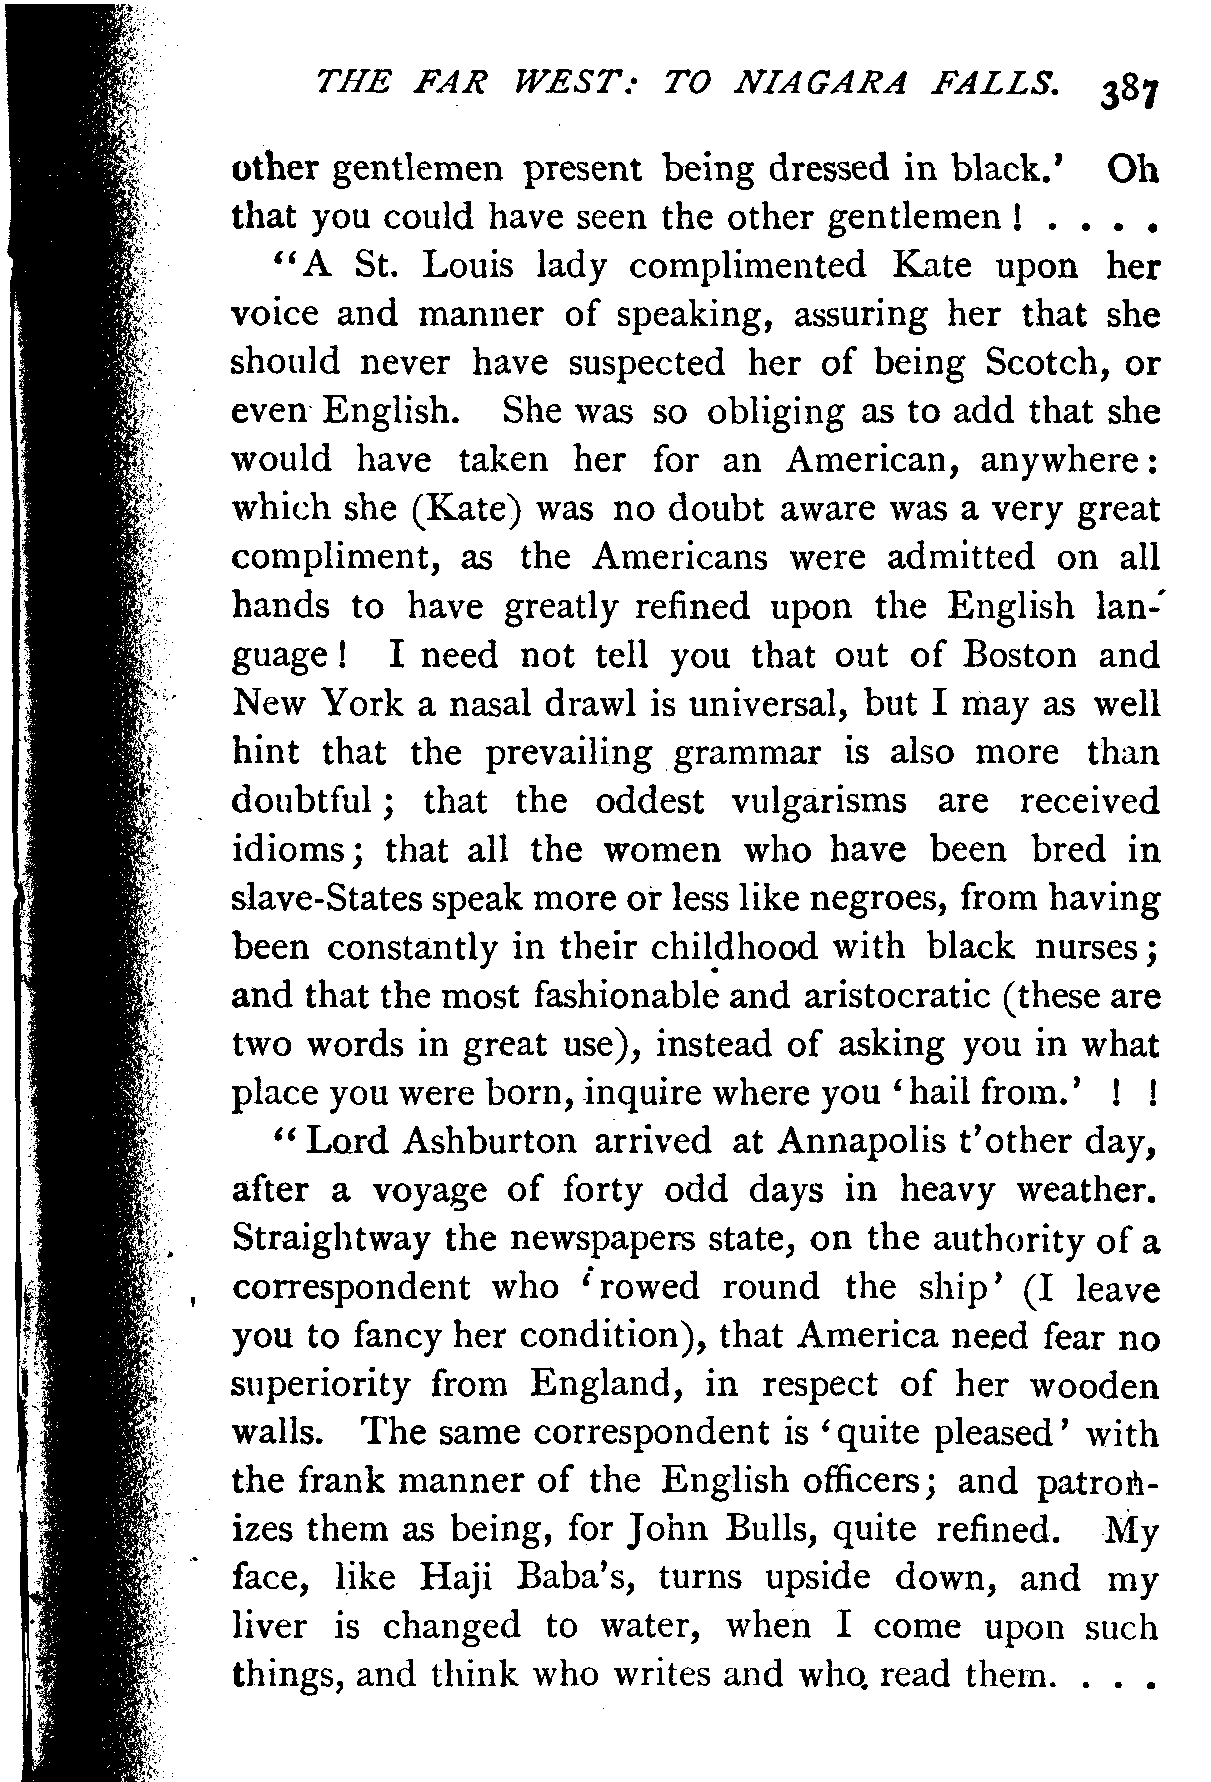 THE FAR WEST: TO NIAGARA FALLS. 387
other gentlemen present being dressed in black.' Oh
that you could have seen the other gentlemen ! . . . .
"A St. Louis lady complimented Kate upon her
voice and manner of speaking, assuring her that she
should never have suspected her of being Scotch, or
even English. She was so obliging as to add that she
would have taken her for an American, anywhere :
which she (Kate) was no doubt aware was a very great
compliment, as the Americans were admitted on all
hands to have greatly refined upon the English lan-
guage ! I need not tell you that out of Boston and
New York a nasal drawl is universal, but I may as well
hint that the prevailing grammar is also more than
doubtful ; that the oddest vulgarisms are received
idioms ; that all the women who have been bred in
slave-States speak more or less like negroes, from having
been constantly in their childhood with black nurses ;
and that the most fashionable and aristocratic (these are
two words in great use), instead of asking you in what
place you were born, inquire where you 'hail from.' ! !
"Lord Ashburton arrived at Annapolis t'other day,
after a voyage of forty odd days in heavy weather.
Straightway the newspapers state, on the authority of a
correspondent who 'rowed round the ship' (I leave
you to fancy her condition), that America need fear no
superiority from England, in respect of her wooden
walls. The same correspondent is 'quite pleased' with
the frank manner of the English officers ; and patron-
izes them as being, for John Bulls, quite refined. My
face, like Haji Baba's, turns upside down, and my
liver is changed to water, when I come upon such
things, and think who writes and who read them. . . .